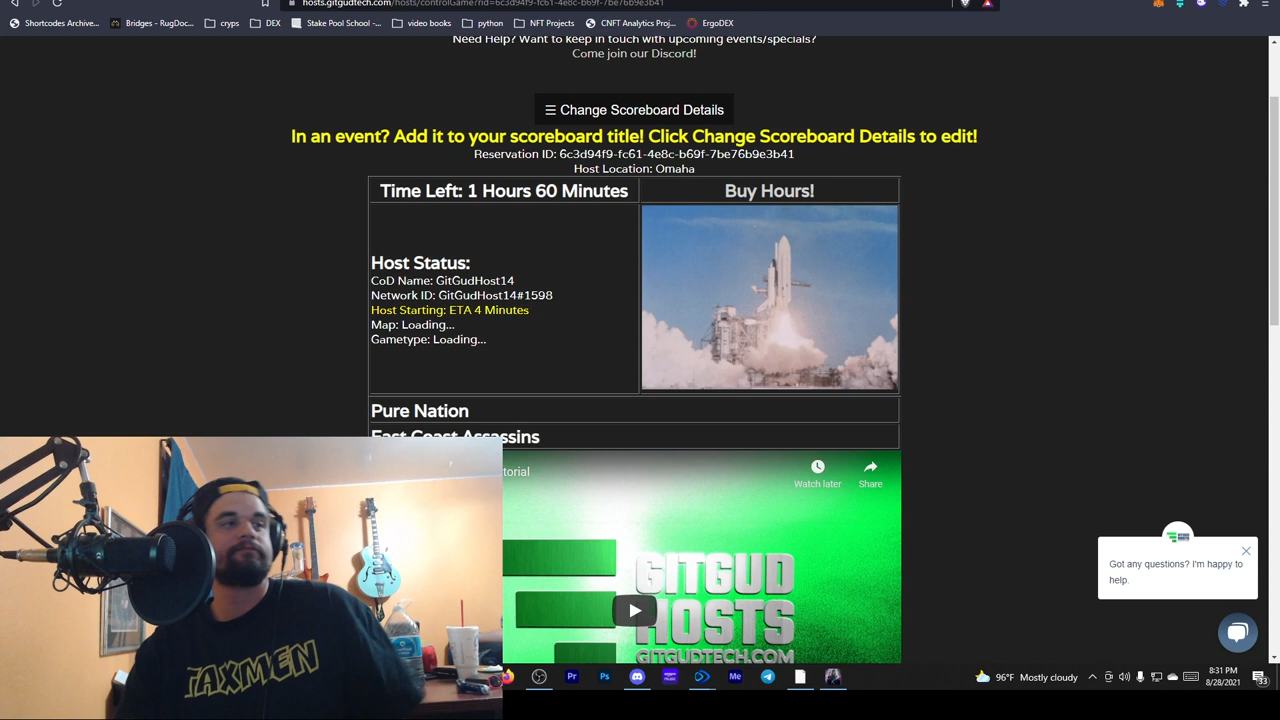 hosts.gitgudtech.com/hosts/controlGame?rid=6c3d94f9-fc61-4e8c-b69f-7be76b9e3b41
Shortcodes Archive...
Bridges - RugDoc...
cryps
DEX
Stake Pool School -...
video books
python
NFT Projects
CNFT Analytics Proj...
ErgoDEX
Need Help? Want to keep in touch with upcoming events/specials?
Come join our Discord!
☰ Change Scoreboard Details
In an event? Add it to your scoreboard title! Click Change Scoreboard Details to edit!
Reservation ID: 6c3d94f9-fc61-4e8c-b69f-7be76b9e3b41
Host Location: Omaha
Time Left: 1 Hours 60 Minutes
Buy Hours!
Host Status:
CoD Name: GitGudHost14
Network ID: GitGudHost14#1598
Host Starting: ETA 4 Minutes
Map: Loading...
Gametype: Loading...
Pure Nation
East Coast Assassins
torial
Watch later
Share
GITGUD
HOSTS
GITGUDTECH.COM
TAXMEN
Got any questions? I'm happy to
help.
Pr
Ps
Me
96°F Mostly cloudy
8:31 PM
8/28/2021
33